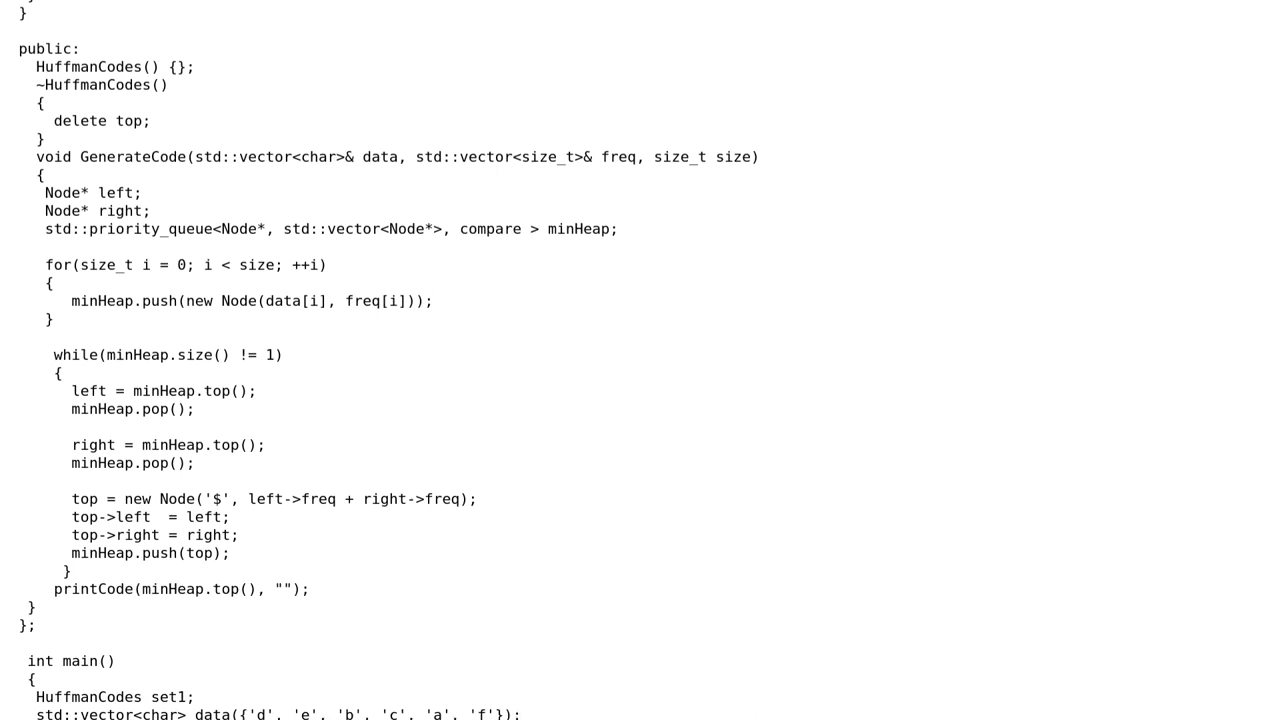 }
public:
HuffmanCodes() {};
~HuffmanCodes()
{
delete top;
}
void GenerateCode(std::vector<char>& data, std::vector<size_t>& freq, size_t size)
{
Node* left;
Node* right;
std::priority_queue<Node*, std::vector<Node*>, compare > minHeap;
for(size_t i = 0; i < size; ++i)
{
minHeap.push(new Node(data[i], freq[i]));
}
while(minHeap.size() != 1)
{
left = minHeap.top();
minHeap.pop();
right = minHeap.top();
minHeap.pop();
top = new Node('$', left->freq + right->freq);
top->left  = left;
top->right = right;
minHeap.push(top);
}
printCode(minHeap.top(), "");
}
};
int main()
{
HuffmanCodes set1;
std::vector<char> data({'d', 'e', 'b', 'c', 'a', 'f'});